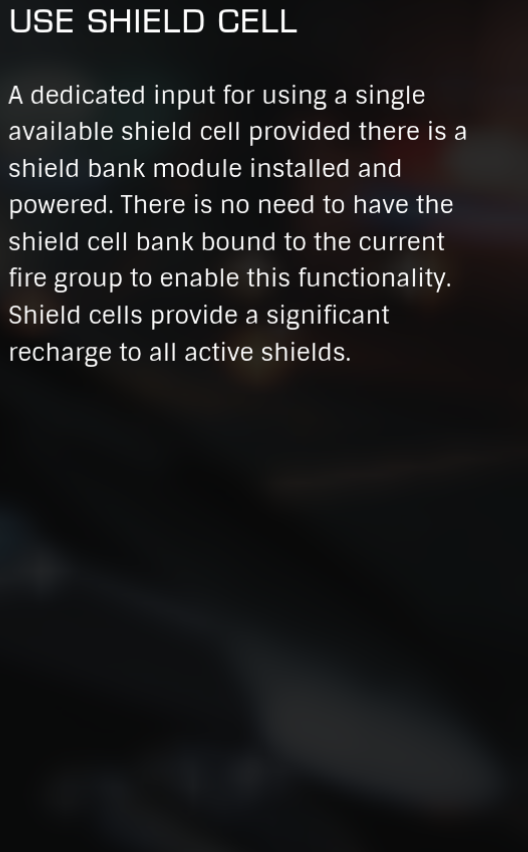 USE SHIELD CELL
A dedicated input for using a single
available shield cell provided there is a
shield bank module installed and
powered. There is no need to have the
shield cell bank bound to the current
fire group to enable this functionality.
Shield cells provide a significant
recharge to all active shields.